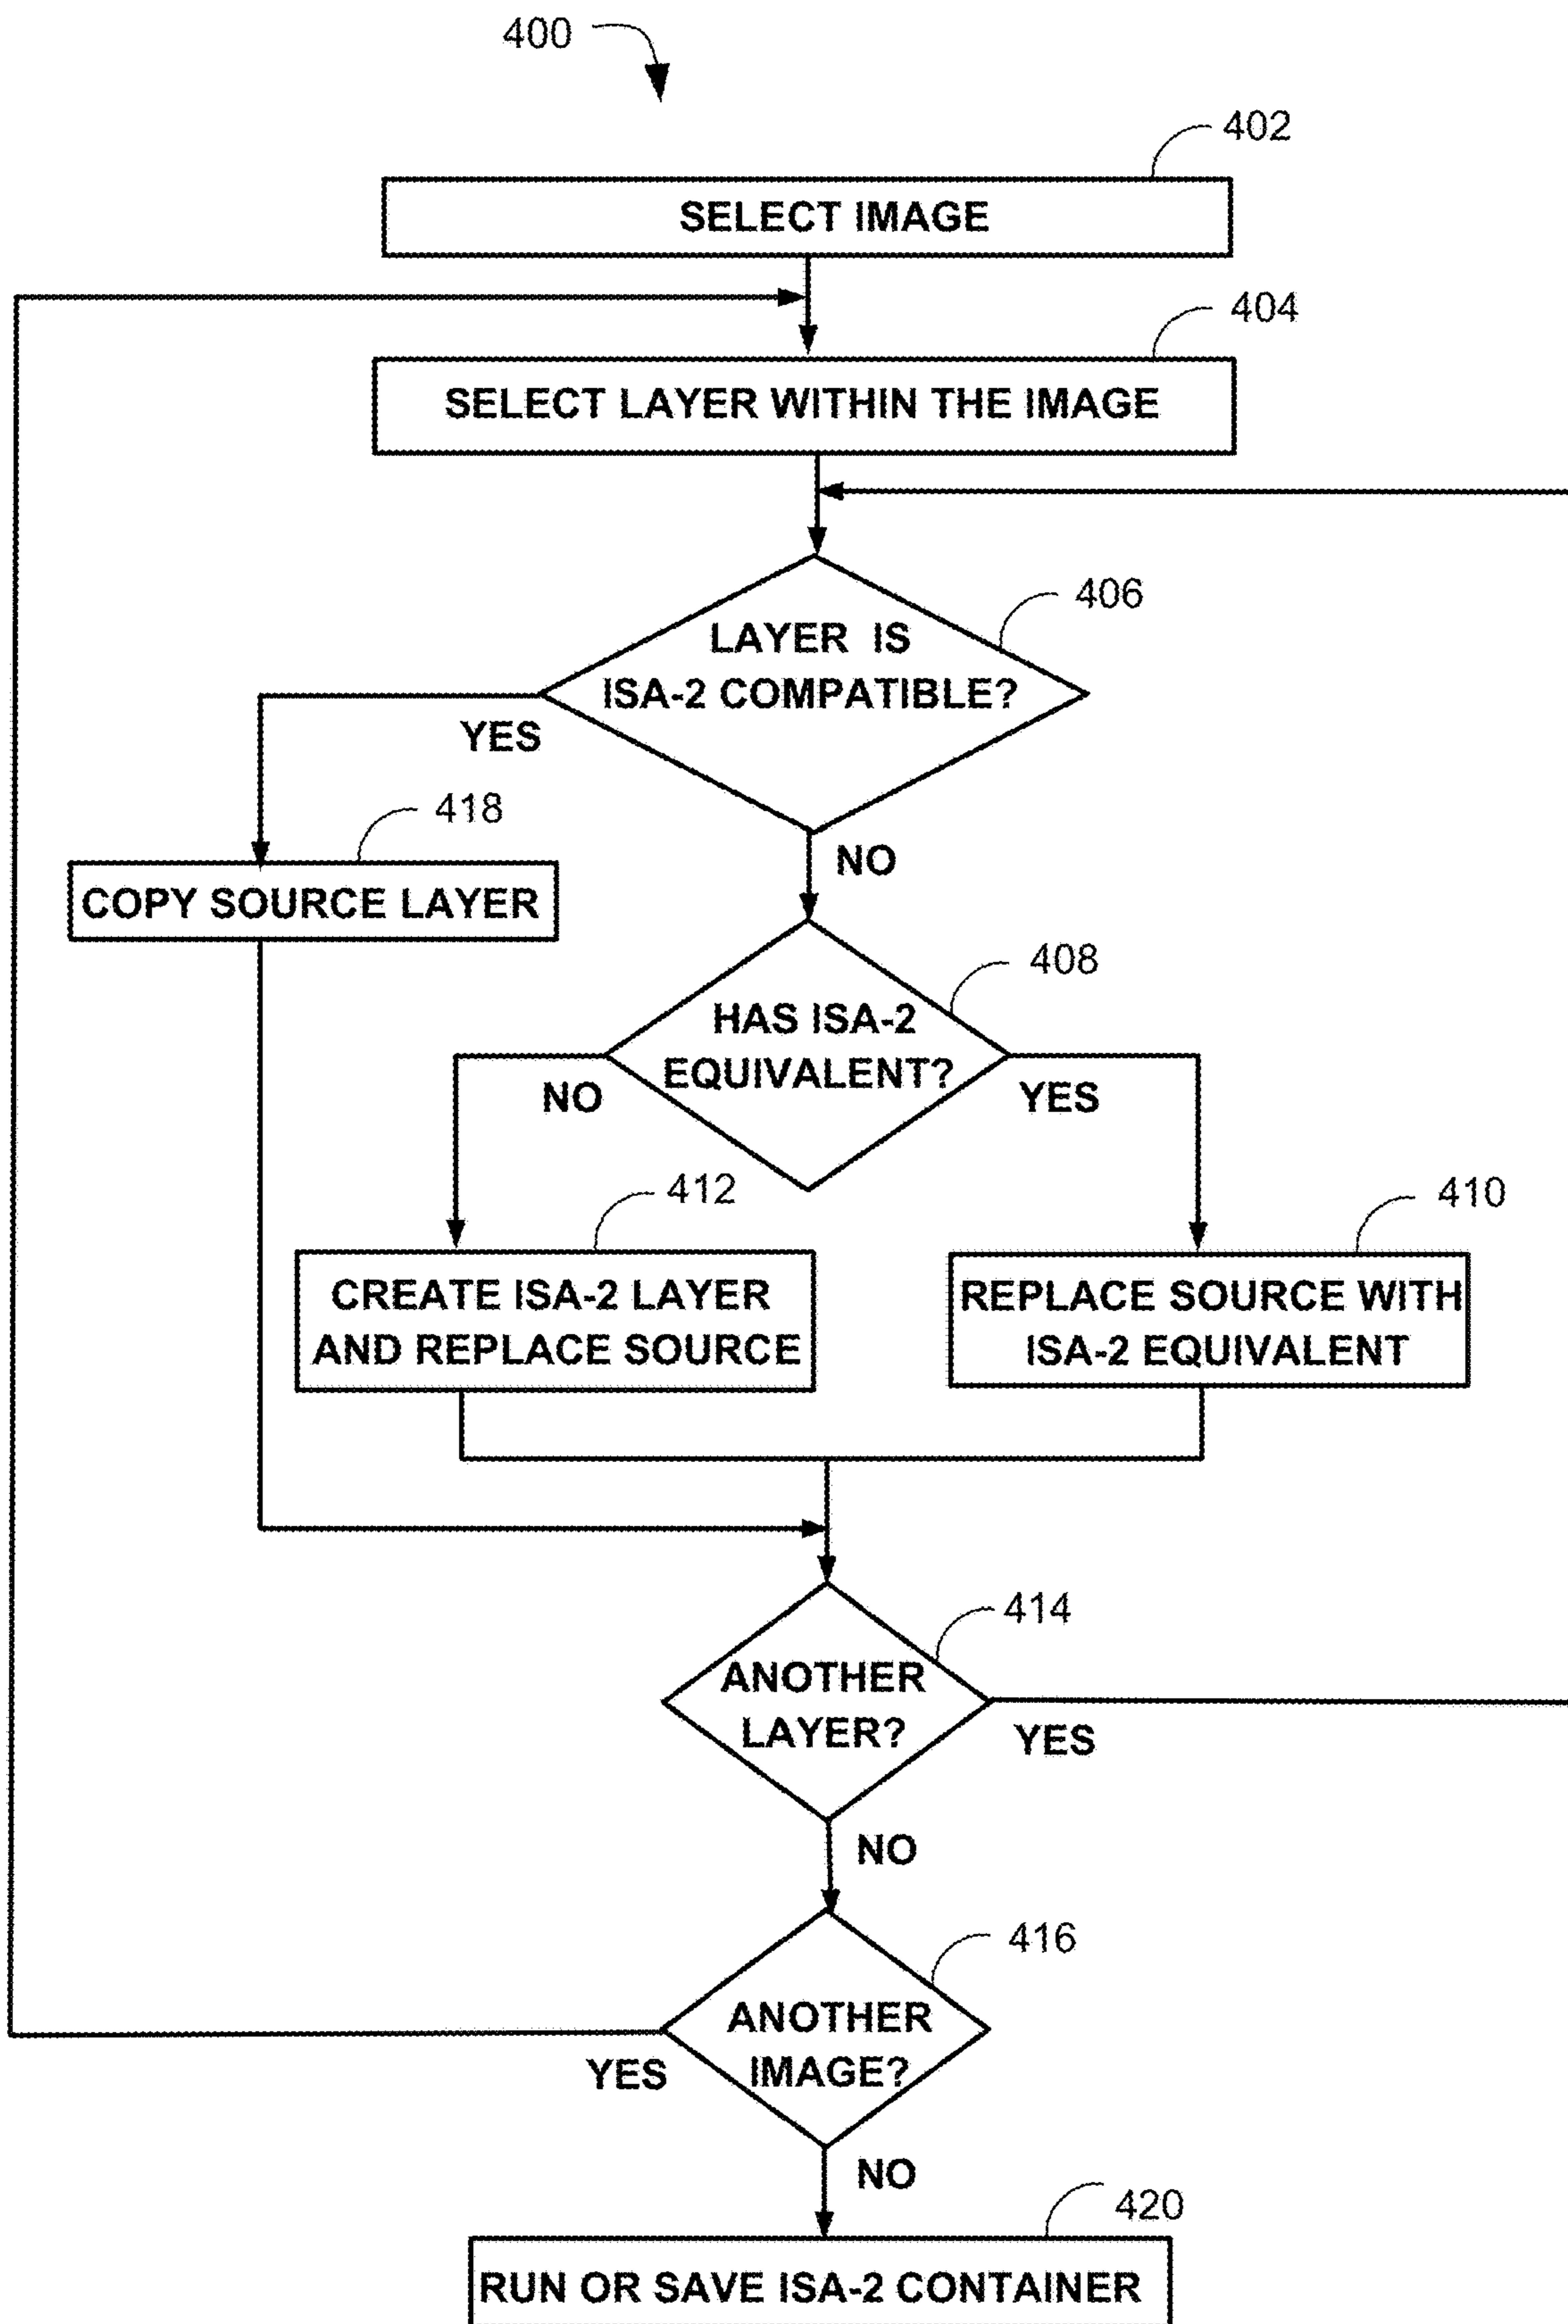 400
402
SELECT IMAGE
404
SELECT LAYER WITHIN THE IMAGE
406
LAYER IS
ISA-2 COMPATIBLE?
YES
418
NO
COPY SOURCE LAYER
408
HAS ISA-2
EQUIVALENT?
NO
YES
412
410
CREATE ISA-2 LAYER
AND REPLACE SOURCE
REPLACE SOURCE WITH
ISA-2 EQUIVALENT
414
ANOTHER
LAYER?
YES
NO
416
ANOTHER
IMAGE?
YES
NO
420
RUN OR SAVE ISA-2 CONTAINER